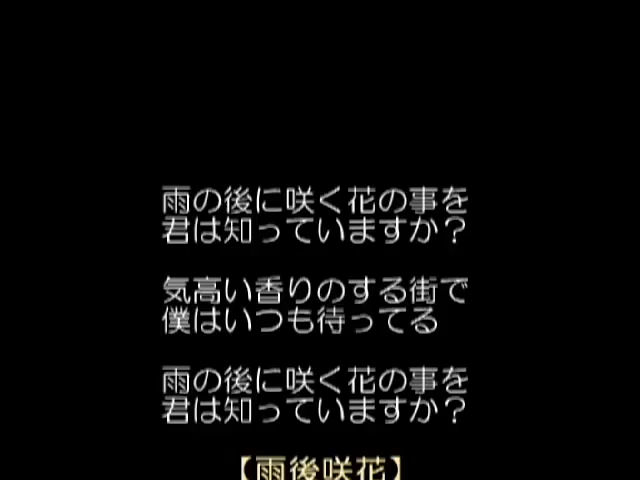 雨の後に咲く花の事を
君は知っていますか？
気高い香りのする街で
僕はいつも待ってる
雨の後に咲く花の事を
君は知っていますか？
【雨後咲花】